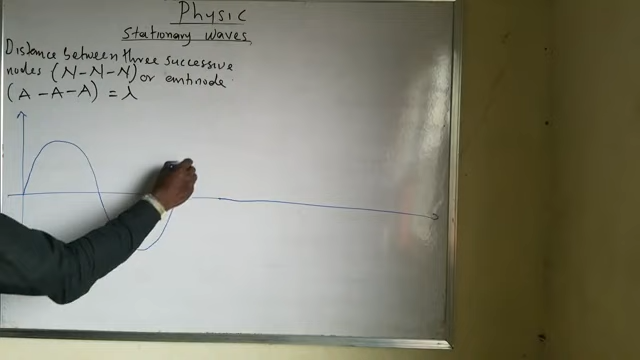 Physic
Stationary Waves
Distance between three successive
nodes (N-N-N) or antinode
(A-A-A) = λ